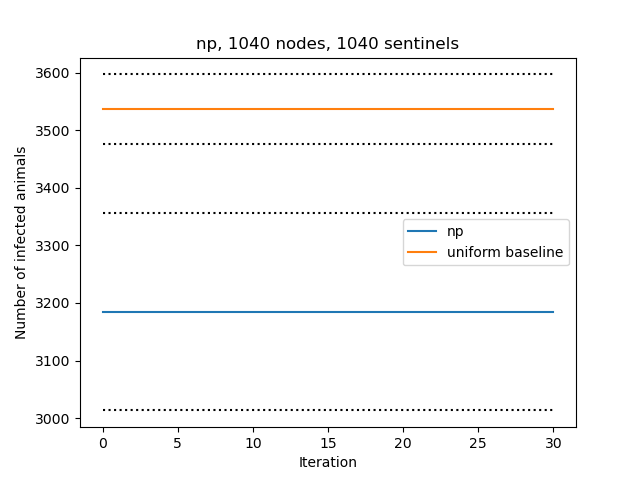 np, 1040 nodes, 1040 sentinels
3600
3500
3400
3300
3200
3100
3000
Number of infected animals
np
uniform baseline
0 5 10 15 20 25 30
Iteration